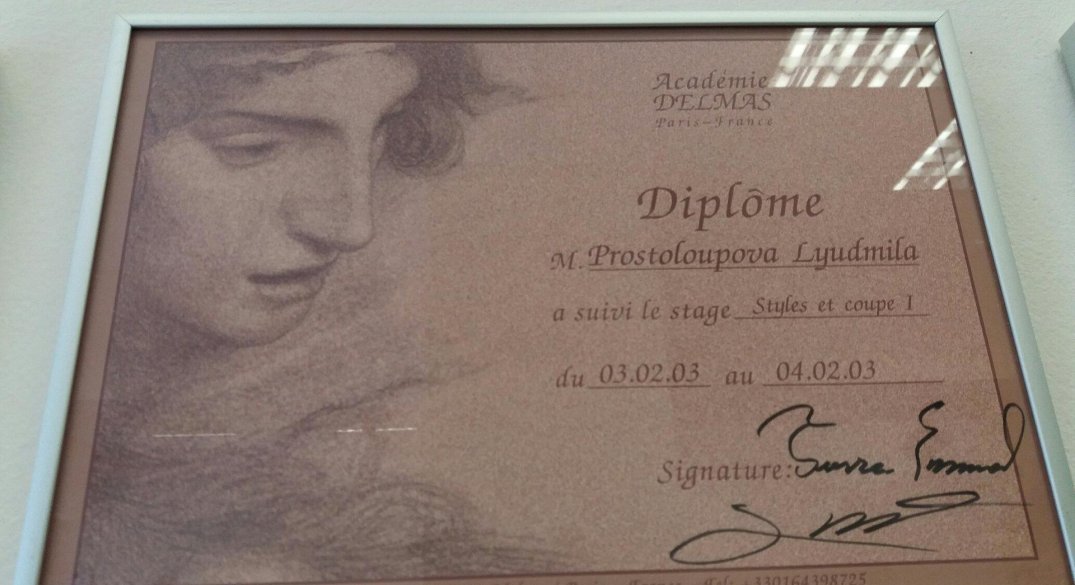 Académie
DELMAS
Paris-France
Diplôme
M. Prostoloupova Lyudmila
a suivi le stage Styles et coupe I
du 03.02.03 au 04.02.03
Signature:
+330164398725